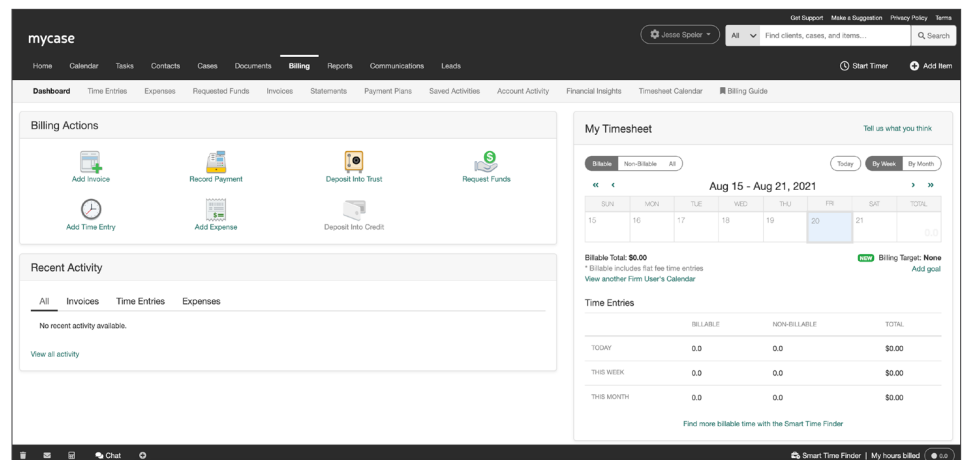 Get Support Make a Suggestion Privacy Policy Terms
mycase
Jesse Speler
All
Find clients, cases, and items...
Search
Home Calendar Tasks Contacts Cases Documents Billing Reports Communications Leads
Start Timer Add Item
Dashboard Time Entries Expenses Requested Funds Invoices Statements Payment Plans Saved Activities Account Activity Financial Insights Timesheet Calendar Billing Guide
Billing Actions
Add Invoice Record Payment Deposit Into Trust Request Funds
Add Time Entry Add Expense Deposit Into Credit
Recent Activity
All Invoices Time Entries Expenses
No recent activity available.
View all activity
My Timesheet Tell us what you think
Billable Non-Billable All Today By Week By Month
« ‹ Aug 15 - Aug 21, 2021 › »
SUN MON TUE WED THU FRI SAT TOTAL
15 16 17 18 19 20 21
0.0
Billable Total: $0.00 NEW Billing Target: None
* Billable includes flat fee time entries Add goal
View another Firm User's Calendar
Time Entries
BILLABLE NON-BILLABLE TOTAL
TODAY 0.0 0.0 $0.00
THIS WEEK 0.0 0.0 $0.00
THIS MONTH 0.0 0.0 $0.00
Find more billable time with the Smart Time Finder
Chat Smart Time Finder | My hours billed 0.0